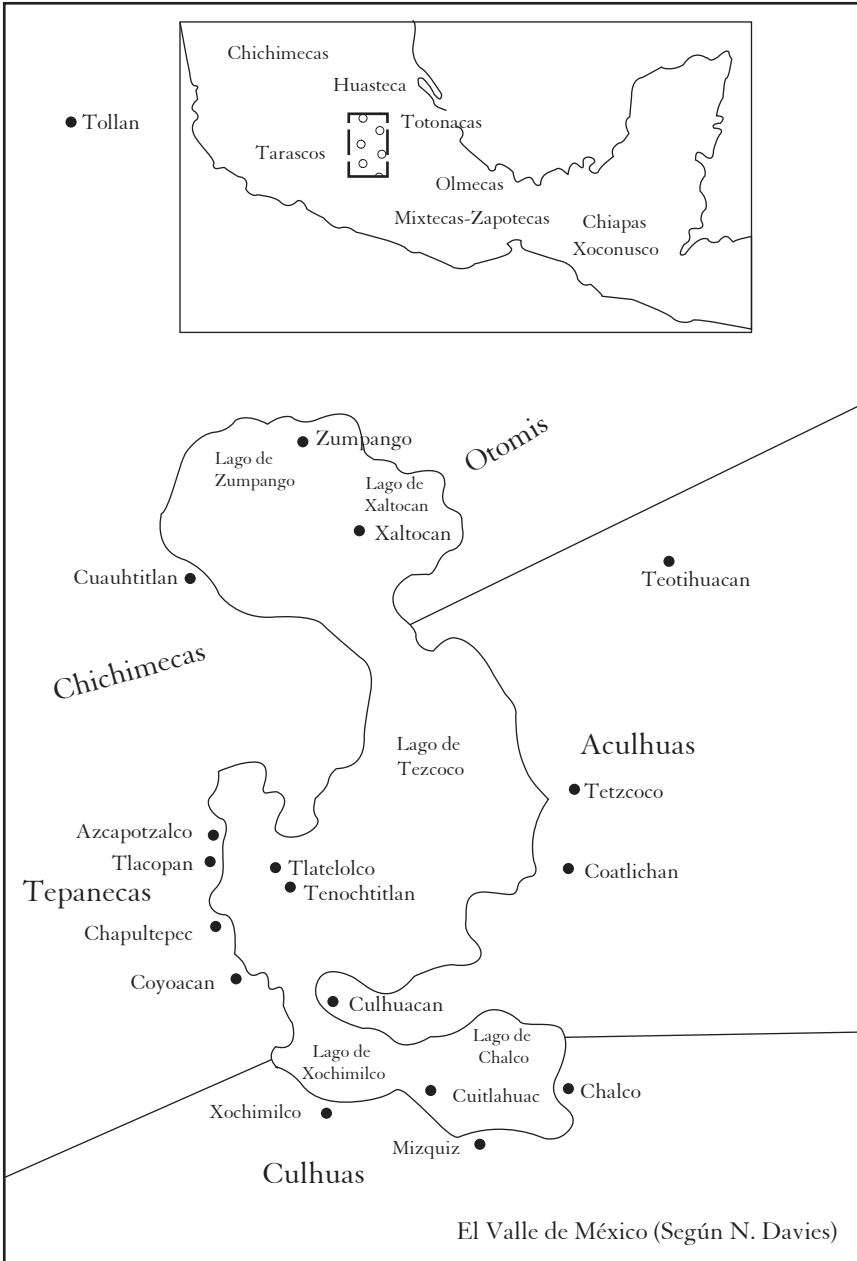 Chichimecas
Huasteca
Tollan
Totonacas
Tarascos
Olmecas
Mixtecas-Zapotecas
Chiapas
Xoconusco
Otomis
Zumpango
Lago de
Zumpango
Lago de
Xaltocan
Xaltocan
Teotihuacan
Cuauhtitlan
Chichimecas
Lago de
Tezcoco
Aculhuas
Tetzcoco
Azcapotzalco
Tlacopan
Tlatelolco
Coatlichan
Tepanecas
Tenochtitlan
Chapultepec
Coyoacan
Culhuacan
Lago de
Xochimilco
Lago de
Chalco
Cuitlahuac
Chalco
Xochimilco
Mizquiz
Culhuas
El Valle de México (Según N. Davies)